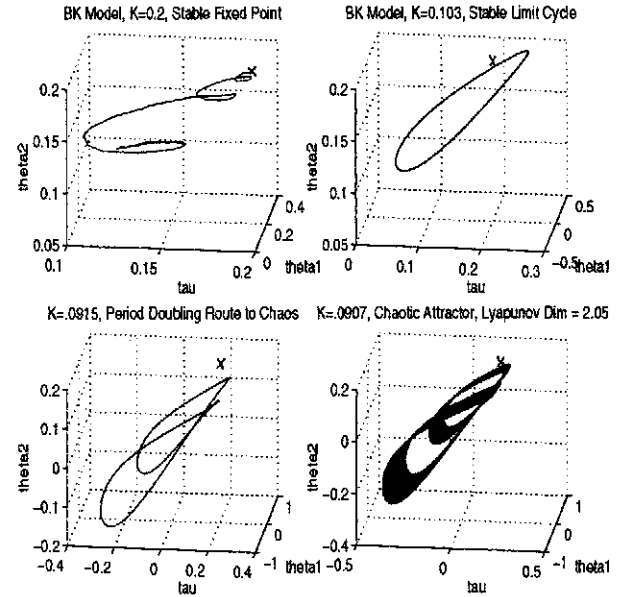 BK Model, K=0.2, Stable Fixed Point
X
0.2
0.15
0.1
0.05
theta2
0.1
0.15
0.2
tau
0
0.2
0.4
theta1
BK Model, K=0.103, Stable Limit Cycle
X
0.2
0.15
0.1
0.05
theta2
0
0.1
0.2
0.3
tau
-0.5
0
0.5
theta1
K=.0915, Period Doubling Route to Chaos
X
0.2
0.1
0
-0.1
-0.2
theta2
-0.4
-0.2
0
0.2
0.4
tau
-1
0
1
theta1
K=.0907, Chaotic Attractor, Lyapunov Dim = 2.05
X
0.2
0
-0.2
-0.4
theta2
-0.5
0
0.5
tau
-1
0
1
theta1